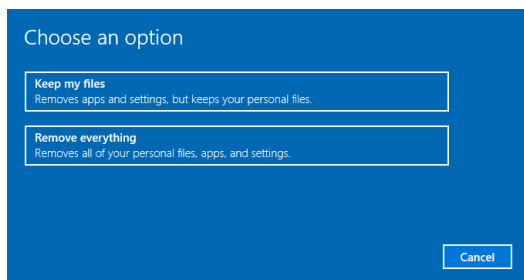 Choose an option
Keep my files
Removes apps and settings, but keeps your personal files.
Remove everything
Removes all of your personal files, apps, and settings.
Cancel